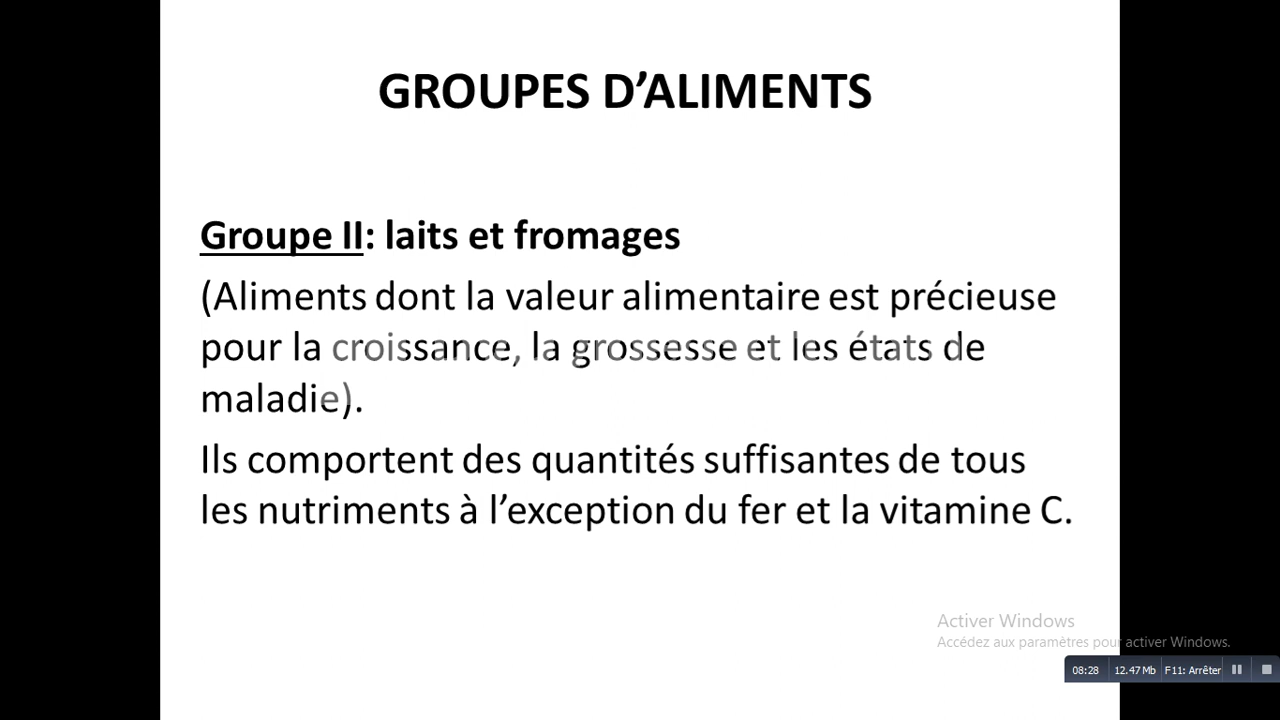 GROUPES D’ALIMENTS
Groupe II: laits et fromages
(Aliments dont la valeur alimentaire est précieuse
pour la croissance, la grossesse et les états de
maladie).
Ils comportent des quantités suffisantes de tous
les nutriments à l’exception du fer et la vitamine C.
Activer Windows
Accédez aux paramètres pour activer Windows.
08:28 12.47 Mb F11: Arrêter